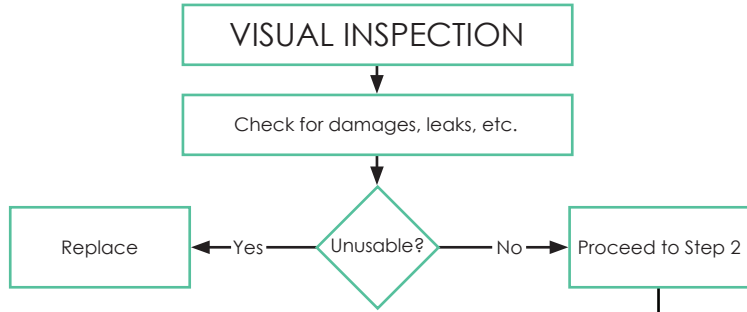 VISUAL INSPECTION
Check for damages, leaks, etc.
Replace
Yes
Unusable?
No
Proceed to Step 2